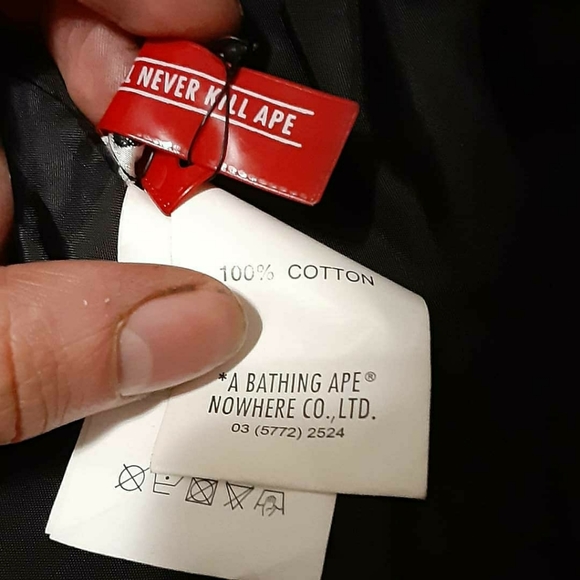 NEVER KILL APE
100% COTTON
*A BATHING APE®
NOWHERE CO.,LTD.
03 (5772) 2524